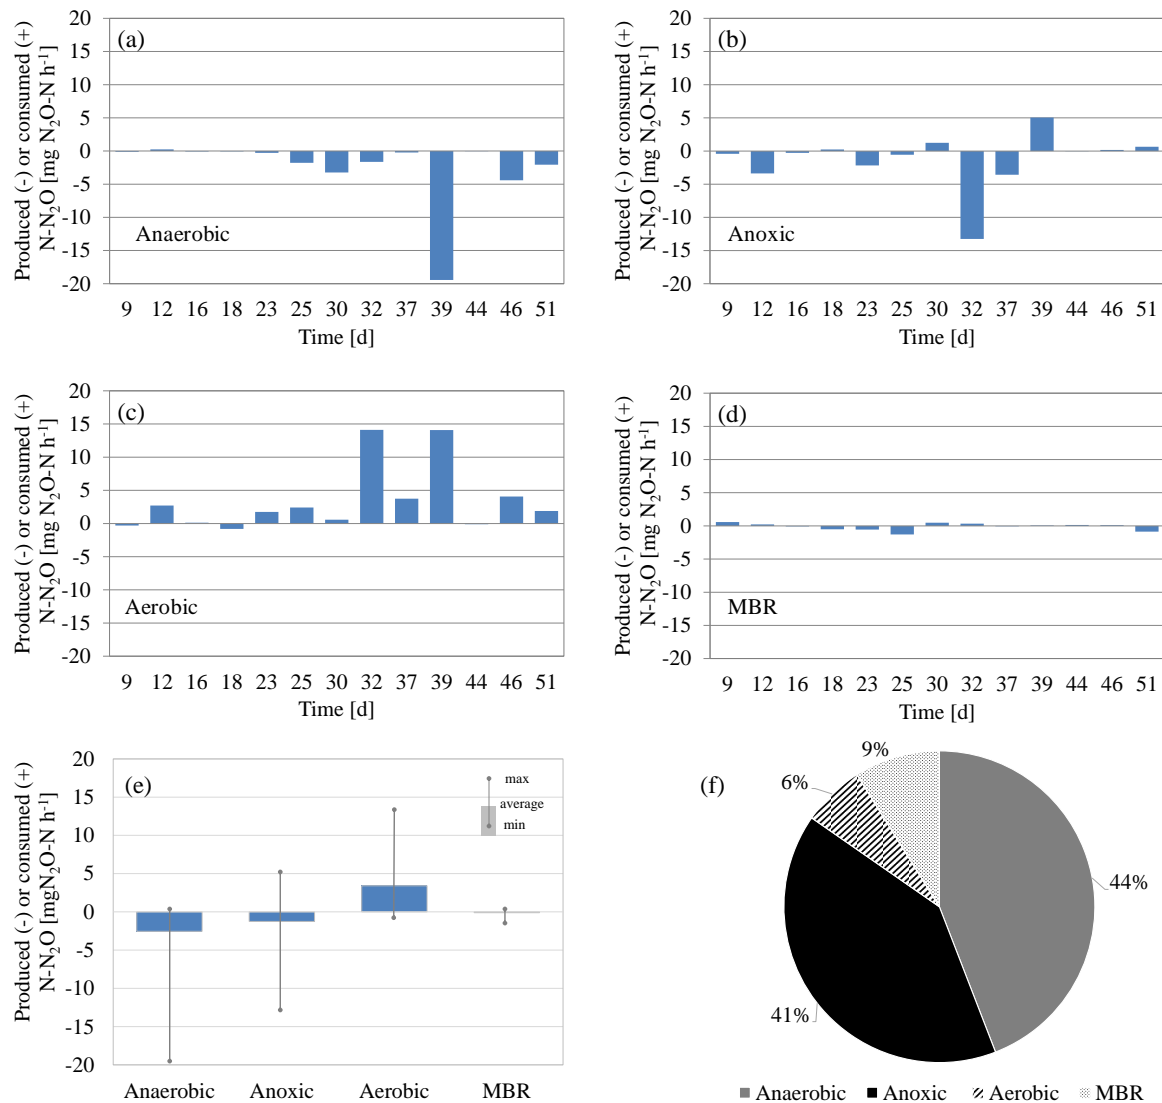 Produced (-) or consumed (+)
N-N₂O [mg N₂O-N h⁻¹]
20
15
10
5
0
-5
-10
-15
-20
(a)
Anaerobic
9 12 16 18 23 25 30 32 37 39 44 46 51
Time [d]
Produced (-) or consumed (+)
N-N₂O [mg N₂O-N h⁻¹]
20
15
10
5
0
-5
-10
-15
-20
(b)
Anoxic
9 12 16 18 23 25 30 32 37 39 44 46 51
Time [d]
Produced (-) or consumed (+)
N-N₂O [mg N₂O-N h⁻¹]
20
15
10
5
0
-5
-10
-15
-20
(c)
Aerobic
9 12 16 18 23 25 30 32 37 39 44 46 51
Time [d]
Produced (-) or consumed (+)
N-N₂O [mg N₂O-N h⁻¹]
20
15
10
5
0
-5
-10
-15
-20
(d)
MBR
9 12 16 18 23 25 30 32 37 39 44 46 51
Time [d]
Produced (-) or consumed (+)
N-N₂O [mgN₂O-N h⁻¹]
20
15
10
5
0
-5
-10
-15
-20
(e)
max
average
min
Anaerobic Anoxic Aerobic MBR
(f)
9%
6%
44%
41%
Anaerobic Anoxic Aerobic MBR